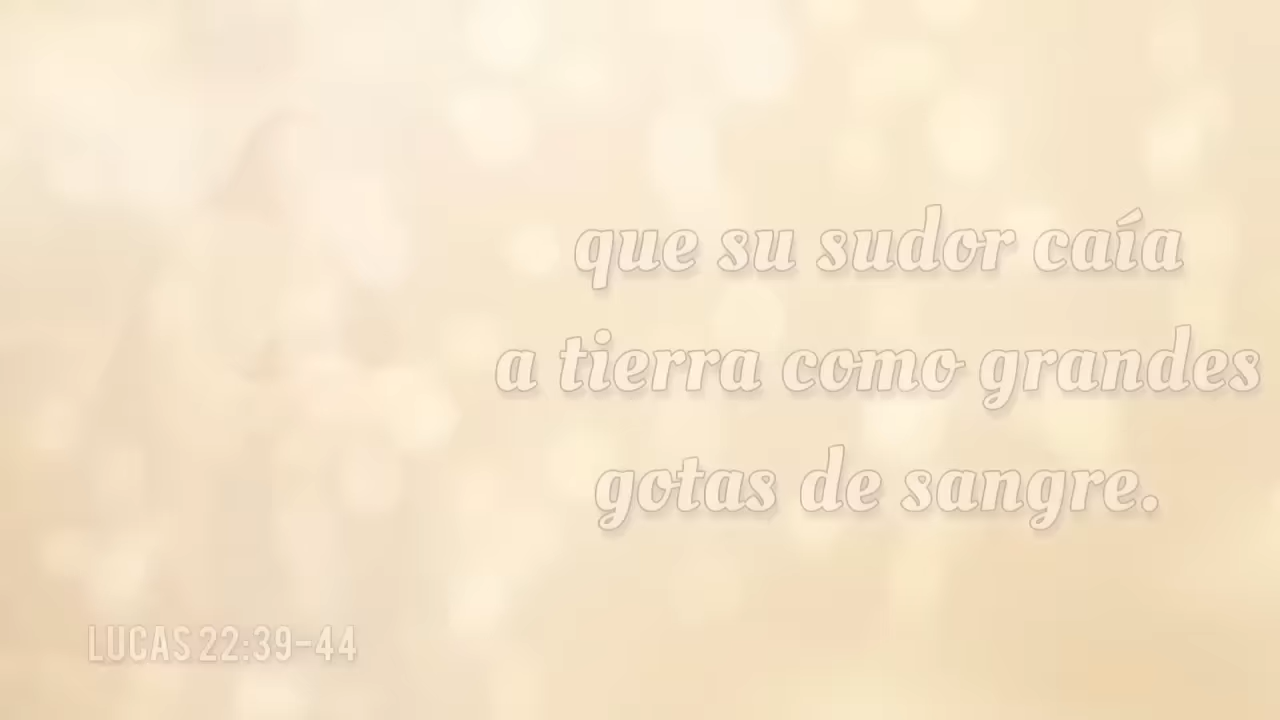 que su sudor caía
a tierra como grandes
gotas de sangre.
LUCAS 22:39-44